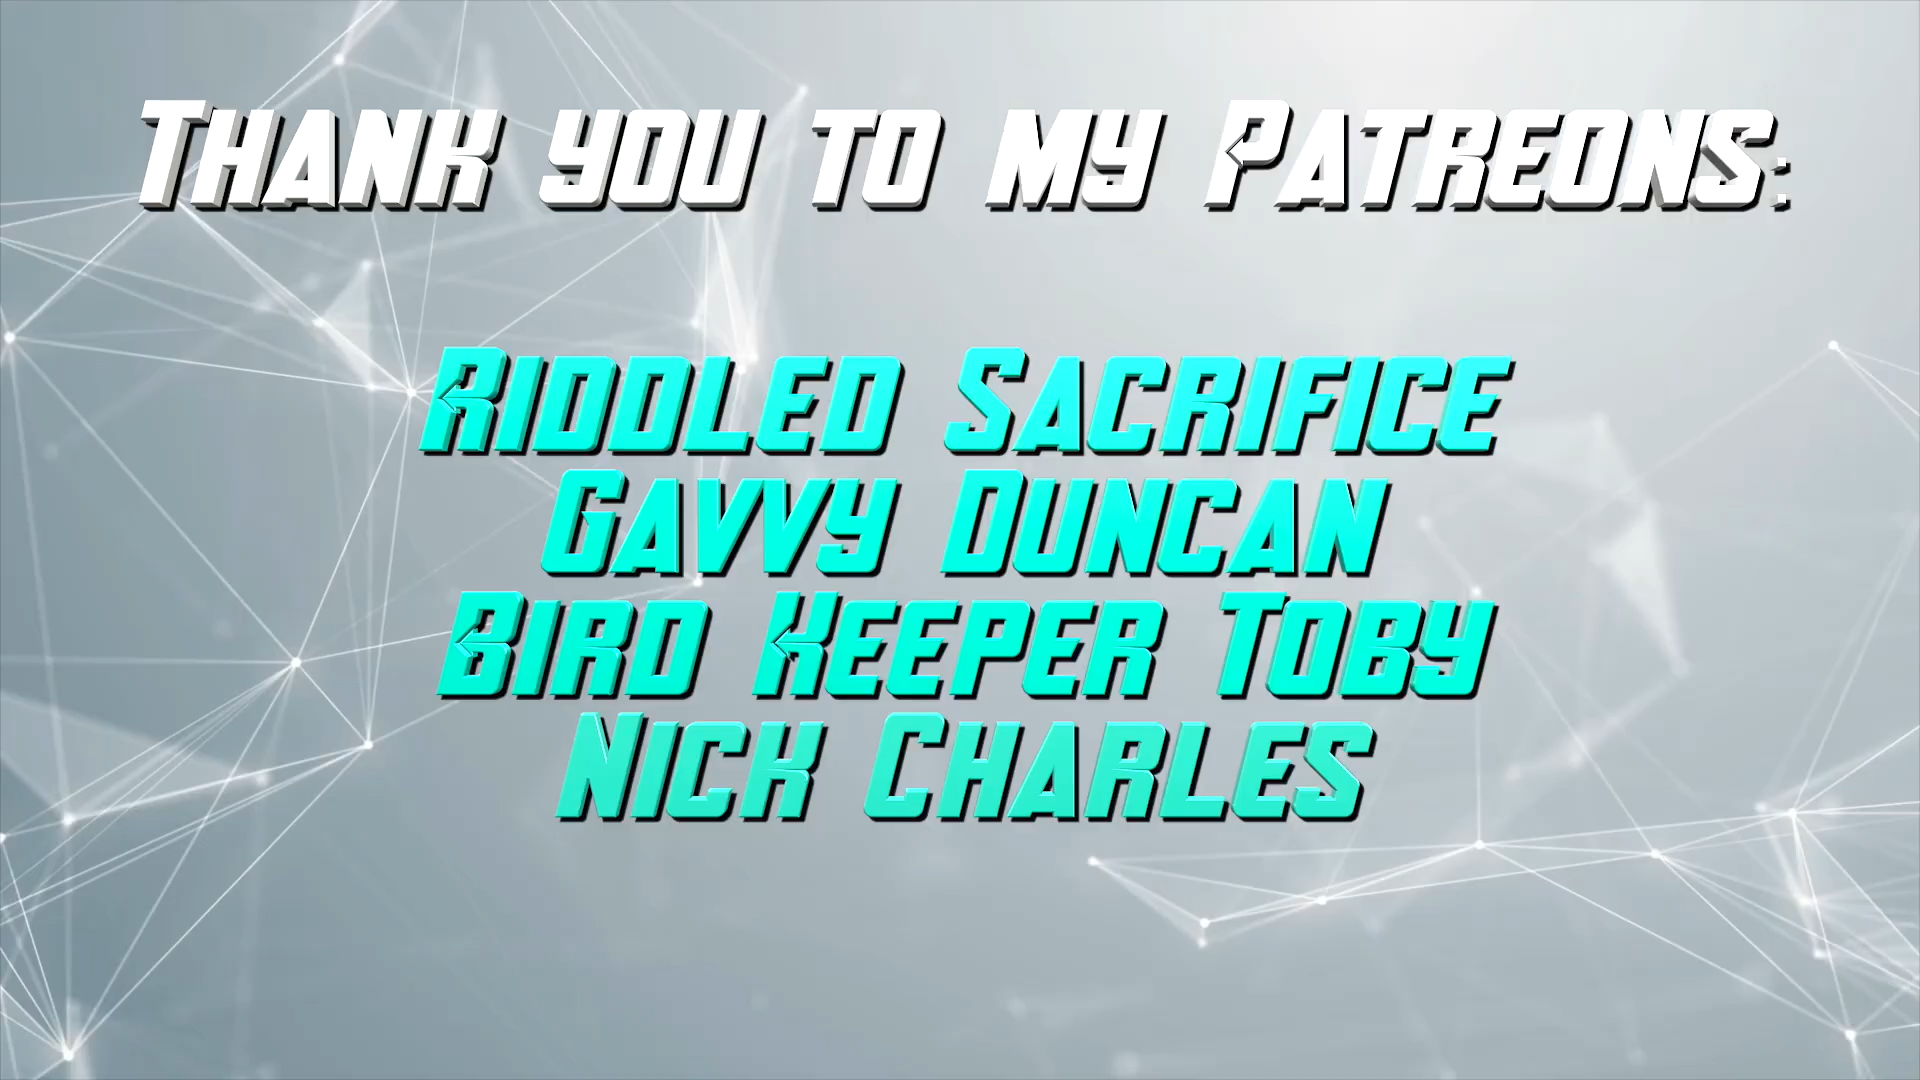 Thank you to my Patreons:
Riddled Sacrifice
Gavvy Duncan
Bird Keeper Toby
Nick Charles